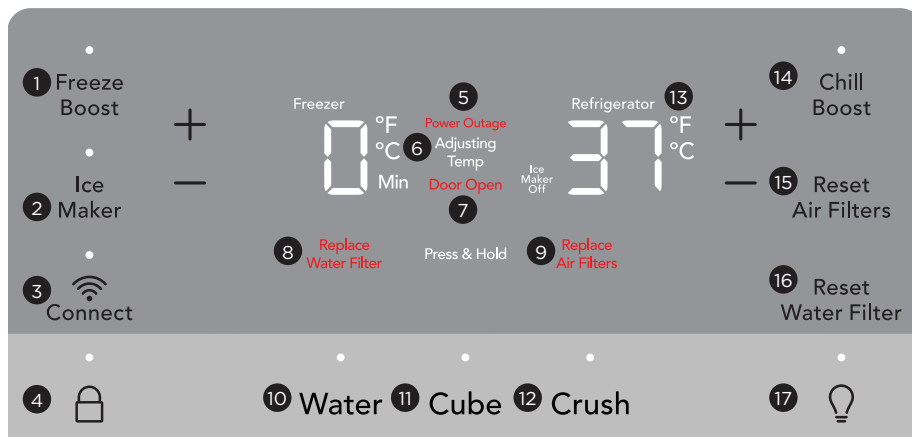 1 Freeze Boost
2 Ice Maker
3 Connect
4
+
−
Freezer
0 °F
°C
Min
5
Power Outage
6 Adjusting Temp
Door Open
7
8 Replace Water Filter
Press & Hold
9 Replace Air Filters
Refrigerator 13
37 °F
°C
Ice Maker Off
+
−
14 Chill Boost
15 Reset Air Filters
16 Reset Water Filter
10 Water
11 Cube
12 Crush
17